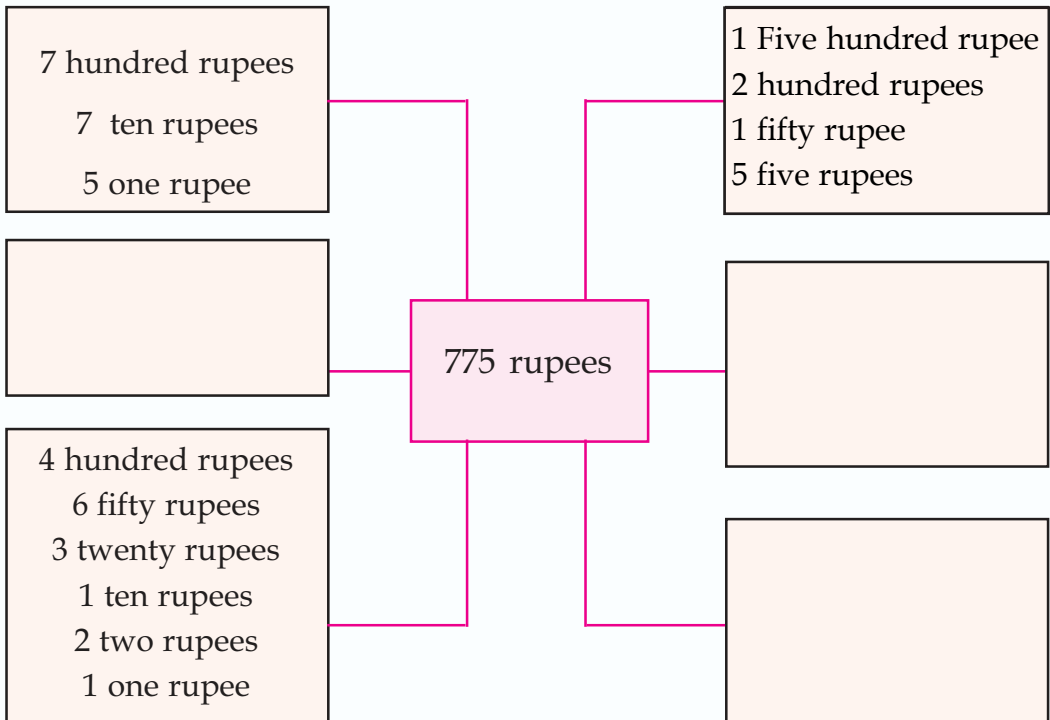 7 hundred rupees
7 ten rupees
5 one rupee
1 Five hundred rupee
2 hundred rupees
1 fifty rupee
5 five rupees
775 rupees
4 hundred rupees
6 fifty rupees
3 twenty rupees
1 ten rupees
2 two rupees
1 one rupee